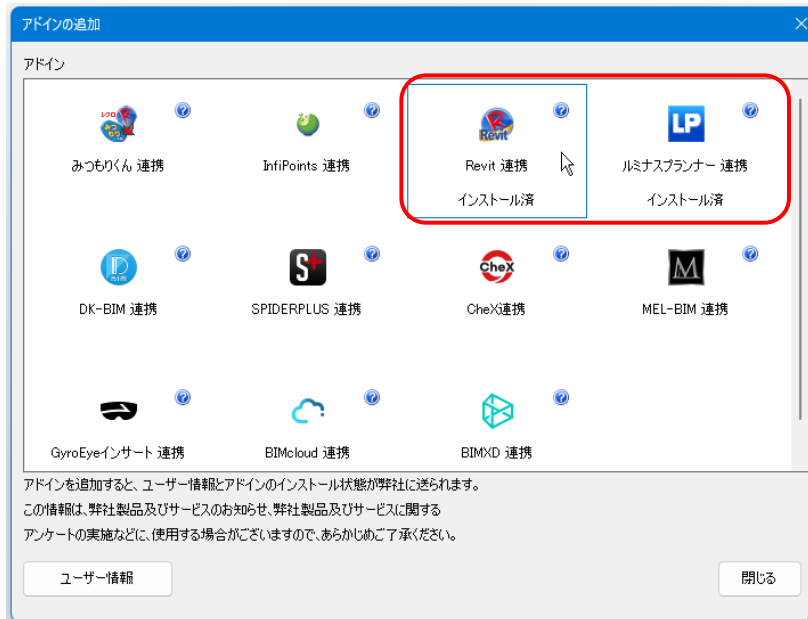 アドインの追加
アドイン
レブロ
みつもりくん 連携
InfiPoints 連携
Revit
Revit 連携
インストール済
LP
ルミナスプランナー 連携
インストール済
D
BIM
DK-BIM 連携
S+
SPIDERPLUS 連携
CheX
CheX連携
M
MEL-BIM 連携
GyroEyeインサート 連携
BIMcloud 連携
BIMXD 連携
アドインを追加すると、ユーザー情報とアドインのインストール状態が弊社に送られます。
この情報は、弊社製品及びサービスのお知らせ、弊社製品及びサービスに関する
アンケートの実施などに、使用する場合がございますので、あらかじめご了承ください。
ユーザー情報
閉じる